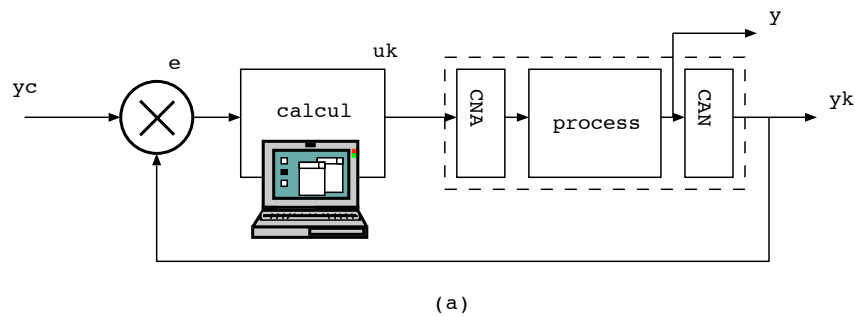 y
e
uk
yc
calcul
CNA
process
CAN
yk
(a)